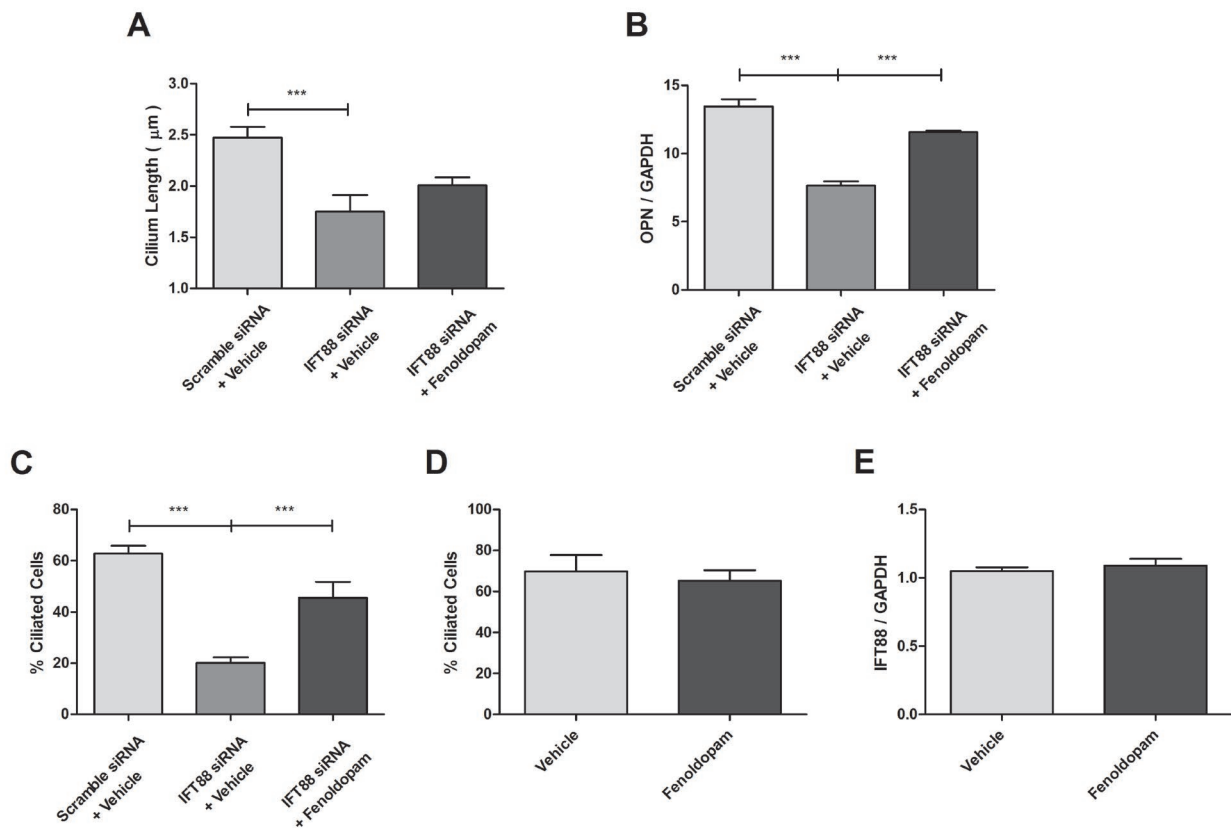 A
Cilium Length ( μm )
3.0
2.5
2.0
1.5
1.0
***
Scramble siRNA
+ Vehicle
IFT88 siRNA
+ Vehicle
IFT88 siRNA
+ Fenoldopam
B
OPN / GAPDH
15
10
5
0
***
***
Scramble siRNA
+ Vehicle
IFT88 siRNA
+ Vehicle
IFT88 siRNA
+ Fenoldopam
C
% Ciliated Cells
80
60
40
20
0
***
***
Scramble siRNA
+ Vehicle
IFT88 siRNA
+ Vehicle
IFT88 siRNA
+ Fenoldopam
D
% Ciliated Cells
100
80
60
40
20
0
Vehicle
Fenoldopam
E
IFT88 / GAPDH
1.5
1.0
0.5
0.0
Vehicle
Fenoldopam